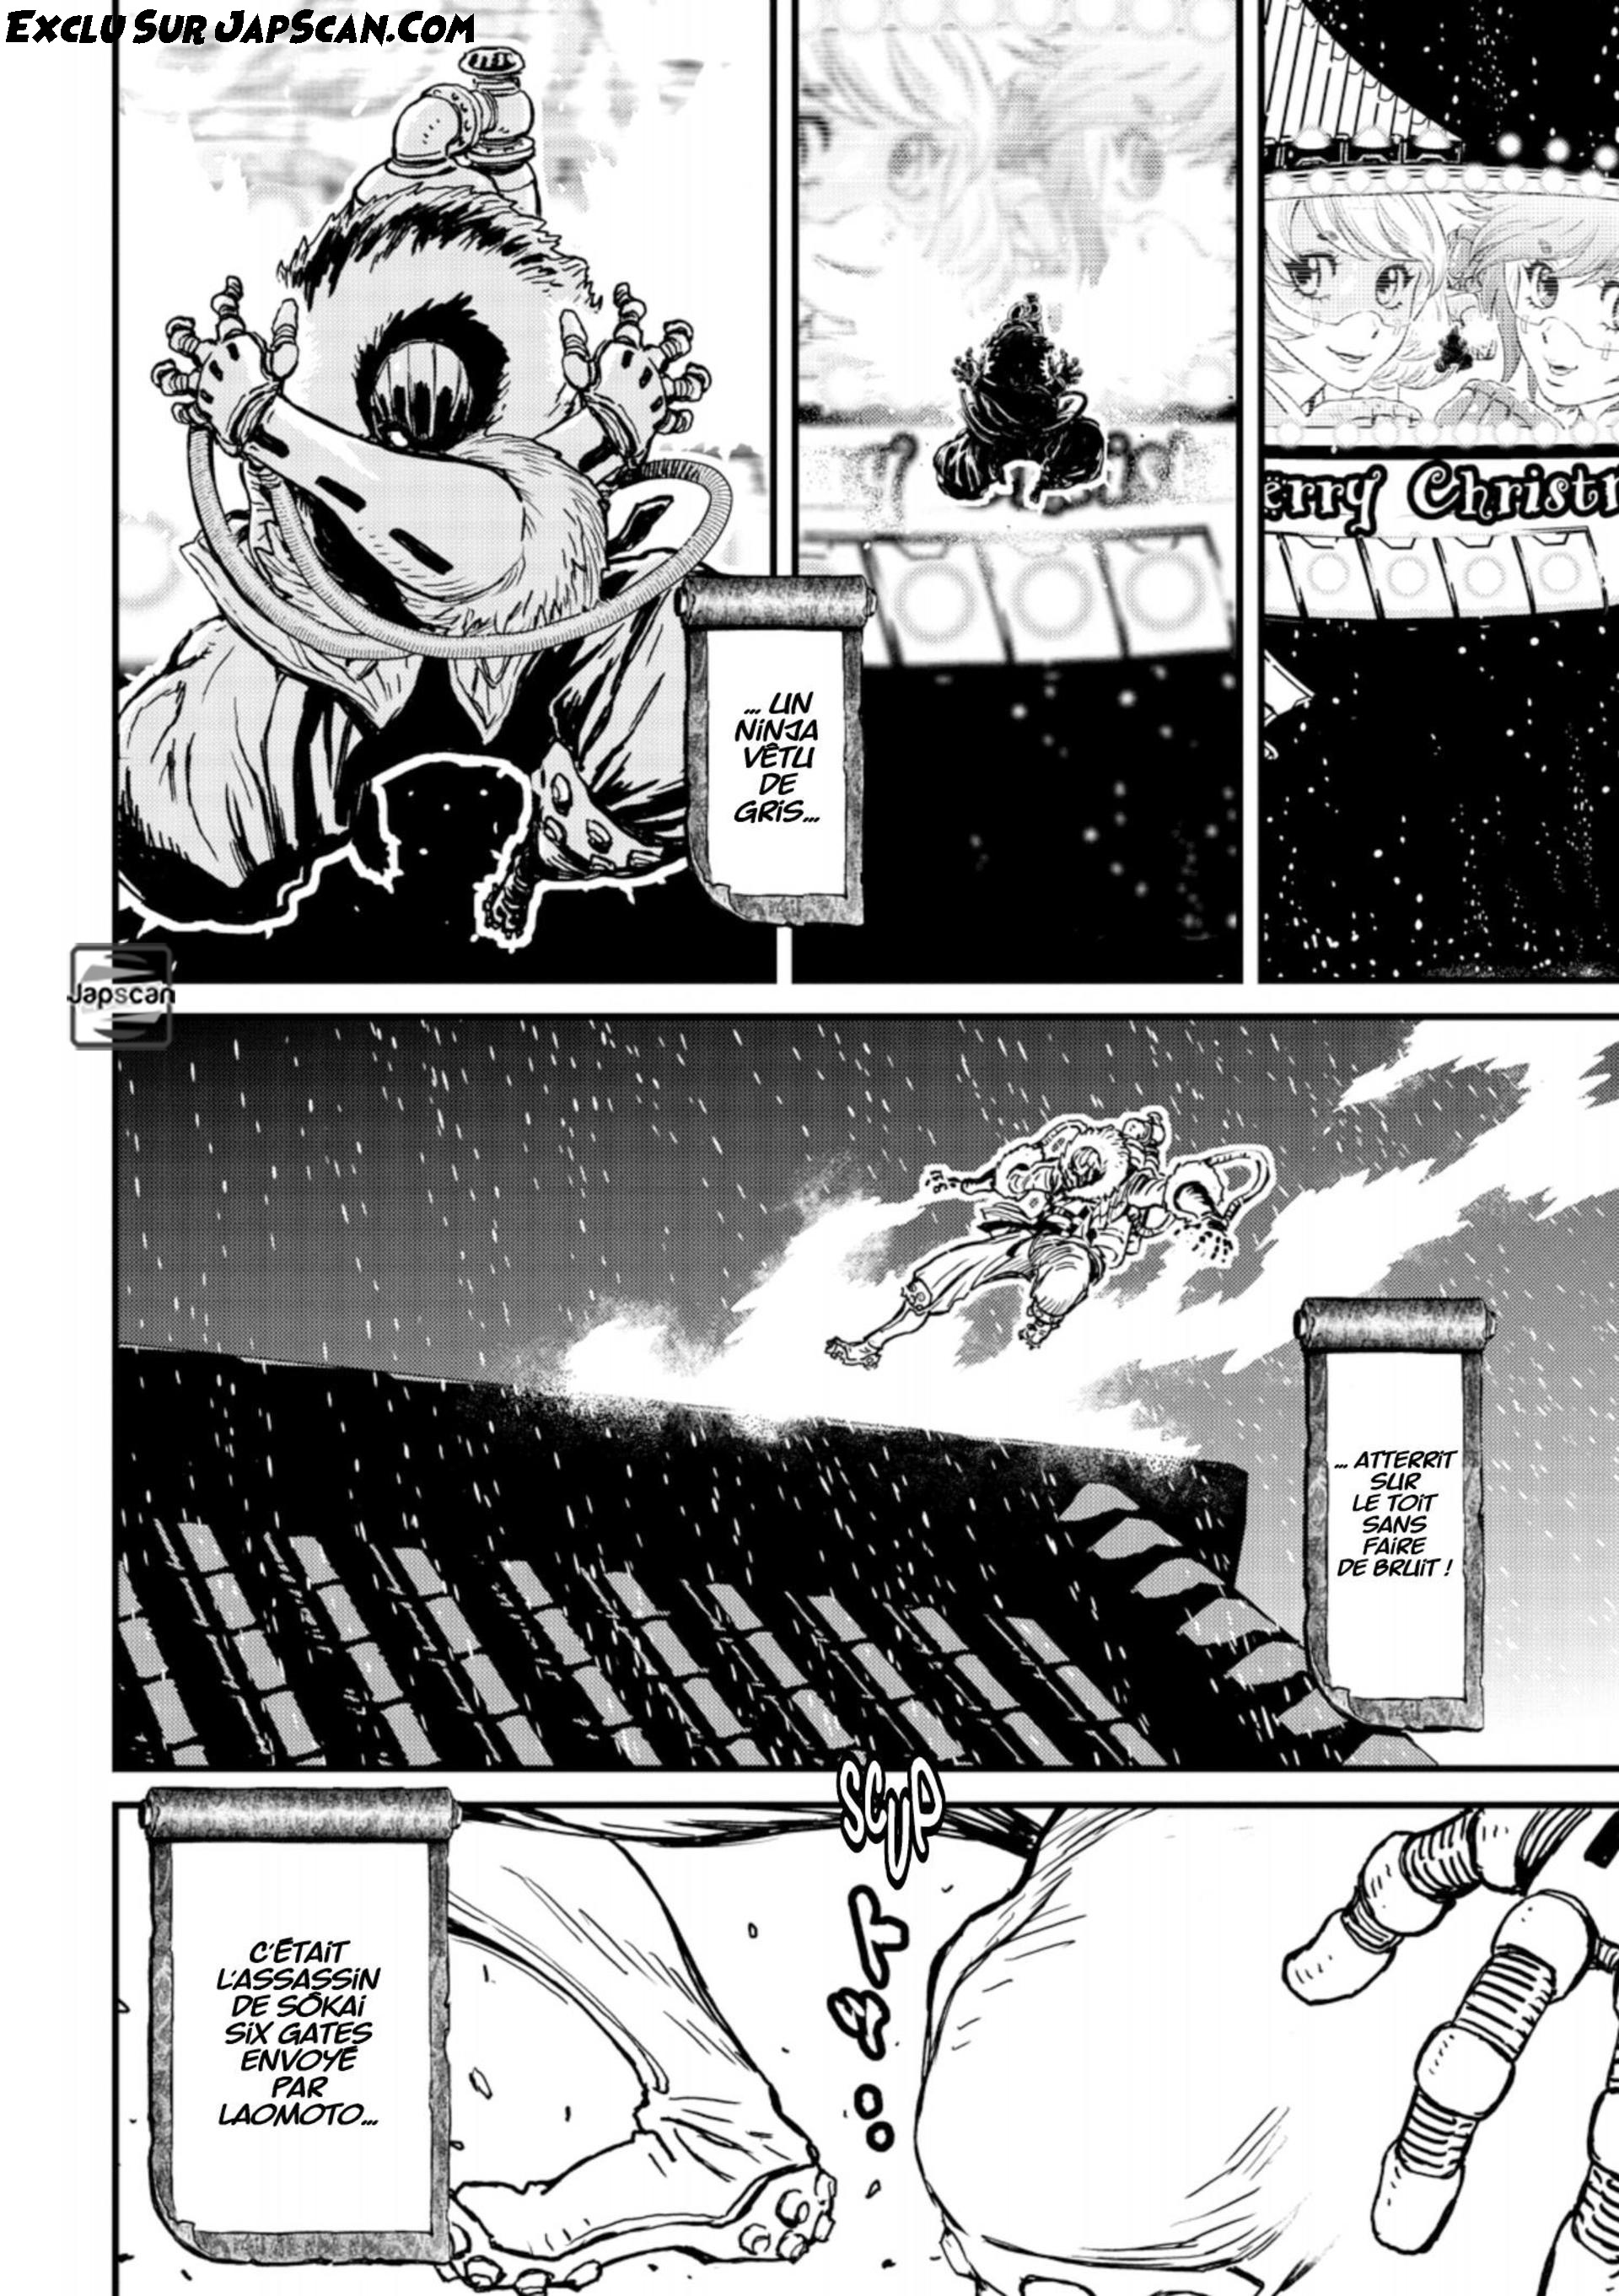 EXCLU SUR JAPSCAN.COM
erry Christ
... UN
NINJA
VÊTU
DE
GRIS...
Japscan
... ATTERRIT
SUR
LE TOIT
SANS
FAIRE
DE BRUIT !
SCUP
C'ÉTAIT
L'ASSASSIN
DE SÔKAI
SIX GATES
ENVOYÉ
PAR
LAOMOTO...